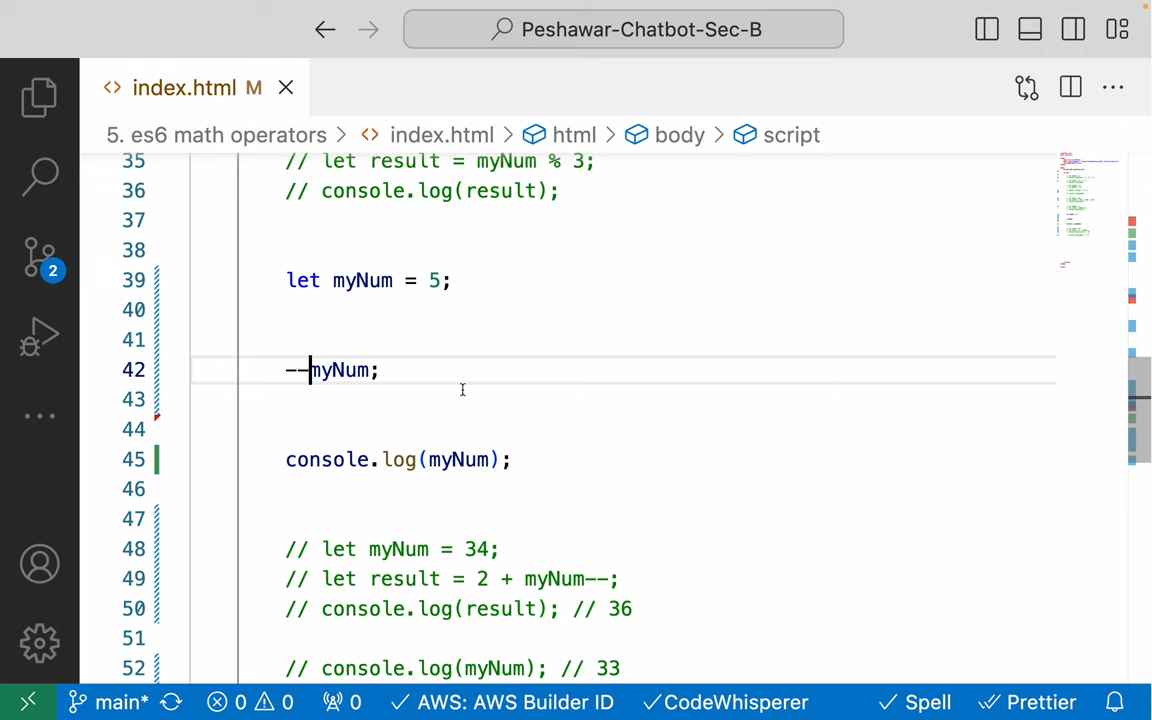 Peshawar-Chatbot-Sec-B
index.html M
5. es6 math operators > index.html > html > body > script
35 // let result = myNum % 3;
36 // console.log(result);
37
38
39 let myNum = 5;
40
41
42 --myNum;
43
44
45 console.log(myNum);
46
47
48 // let myNum = 34;
49 // let result = 2 + myNum--;
50 // console.log(result); // 36
51
52 // console.log(myNum); // 33
2
main* 0 0 0 AWS: AWS Builder ID CodeWhisperer Spell Prettier